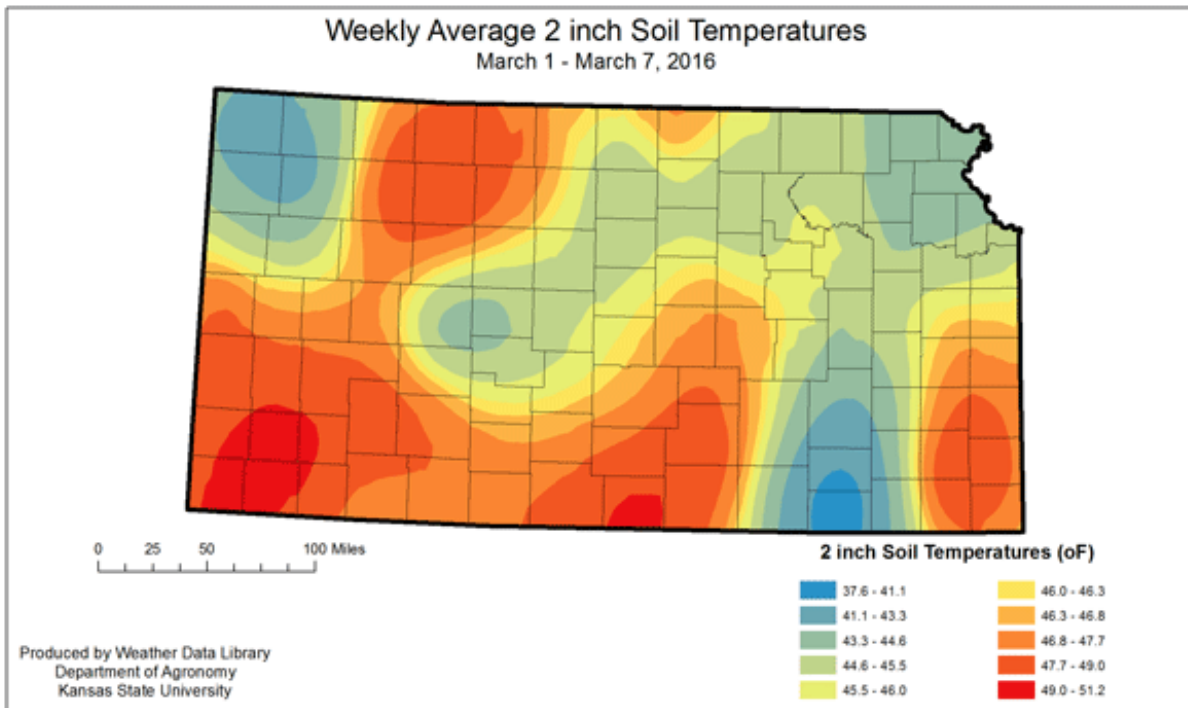 Weekly Average 2 inch Soil Temperatures
March 1 - March 7, 2016
0 25 50 100 Miles
2 inch Soil Temperatures (oF)
37.6 - 41.1
41.1 - 43.3
43.3 - 44.6
44.6 - 45.5
45.5 - 46.0
46.0 - 46.3
46.3 - 46.8
46.8 - 47.7
47.7 - 49.0
49.0 - 51.2
Produced by Weather Data Library
Department of Agronomy
Kansas State University